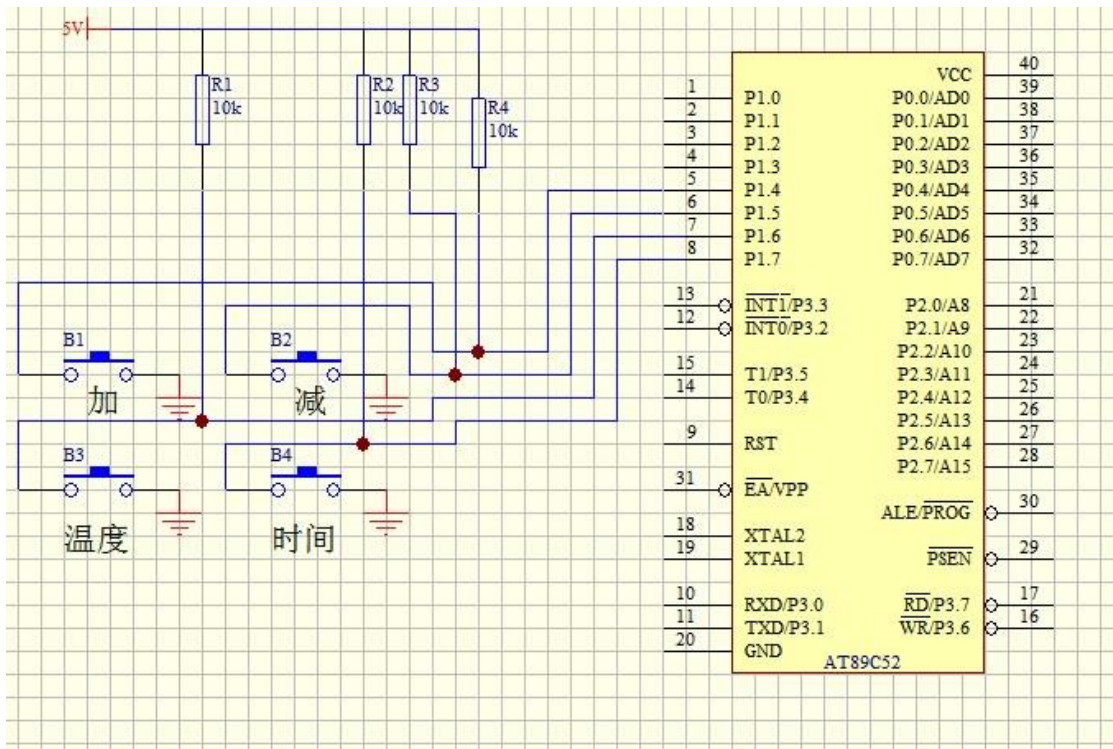 5V
R1
10k
R2
10k
R3
10k
R4
10k
B1
加
B2
减
B3
温度
B4
时间
1
P1.0
2
P1.1
3
P1.2
4
P1.3
5
P1.4
6
P1.5
7
P1.6
8
P1.7
13
INT1/P3.3
12
INT0/P3.2
15
T1/P3.5
14
T0/P3.4
9
RST
31
EA/VPP
18
XTAL2
19
XTAL1
10
RXD/P3.0
11
TXD/P3.1
20
GND
VCC
40
P0.0/AD0
39
P0.1/AD1
38
P0.2/AD2
37
P0.3/AD3
36
P0.4/AD4
35
P0.5/AD5
34
P0.6/AD6
33
P0.7/AD7
32
P2.0/A8
21
P2.1/A9
22
P2.2/A10
23
P2.3/A11
24
P2.4/A12
25
P2.5/A13
26
P2.6/A14
27
P2.7/A15
28
ALE/PROG
30
PSEN
29
RD/P3.7
17
WR/P3.6
16
AT89C52